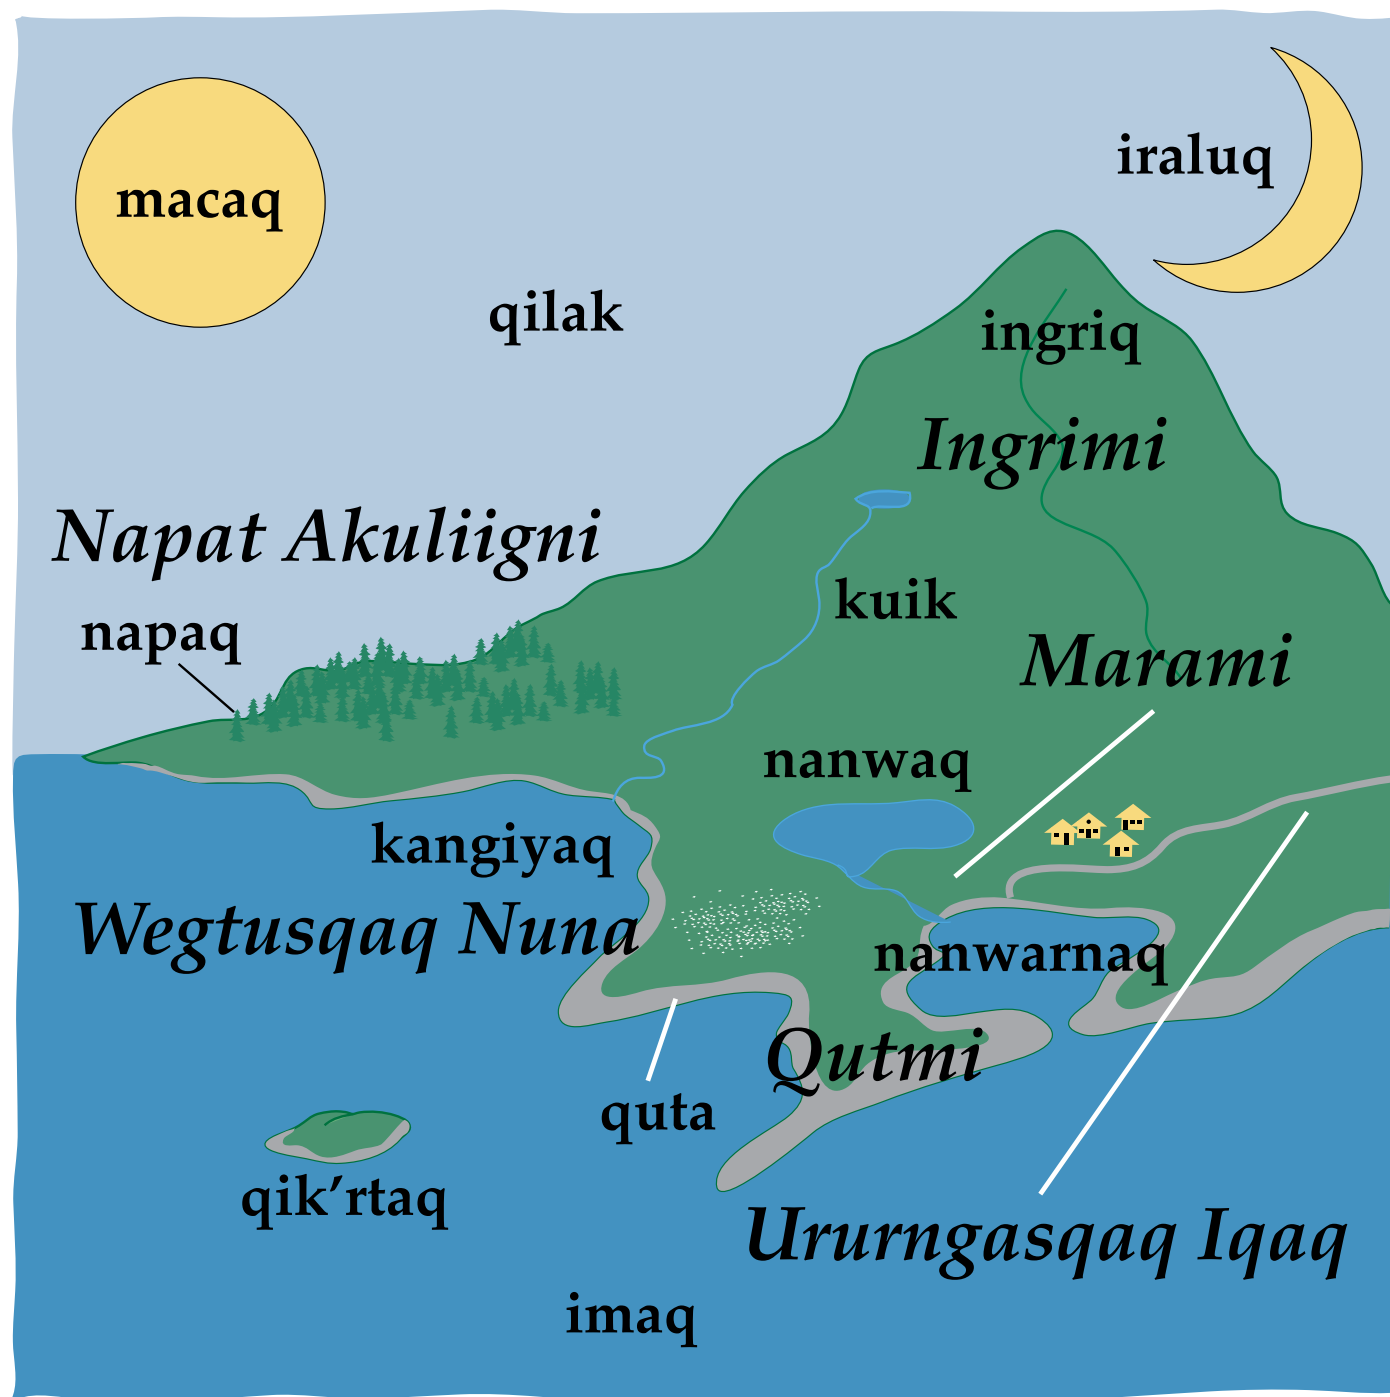 iraluq
macaq
qilak
ingriq
Ingrimi
Napat Akuliigni
kuik
napaq
Marami
nanwaq
kangiyaq
Wegtusqaq Nuna
nanwarnaq
Qutmi
quta
qik’rtaq
Ururngasqaq Iqaq
imaq